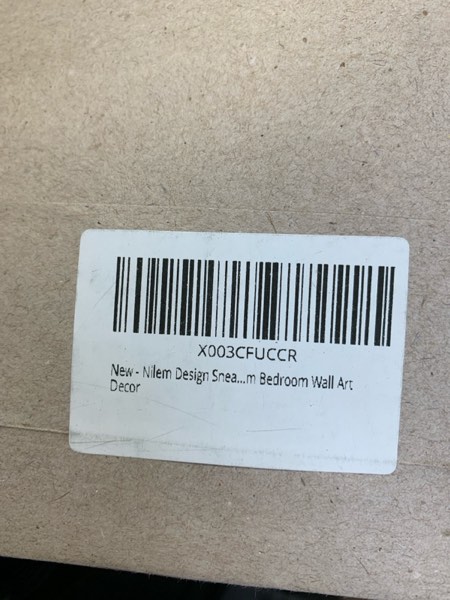 X003CFUCCR
New - Nilem Design Snea...m Bedroom Wall Art
Decor